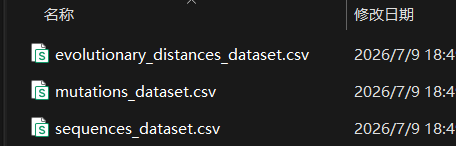 名称 修改日期
evolutionary_distances_dataset.csv 2026/7/9 18:4
mutations_dataset.csv 2026/7/9 18:4
sequences_dataset.csv 2026/7/9 18:4